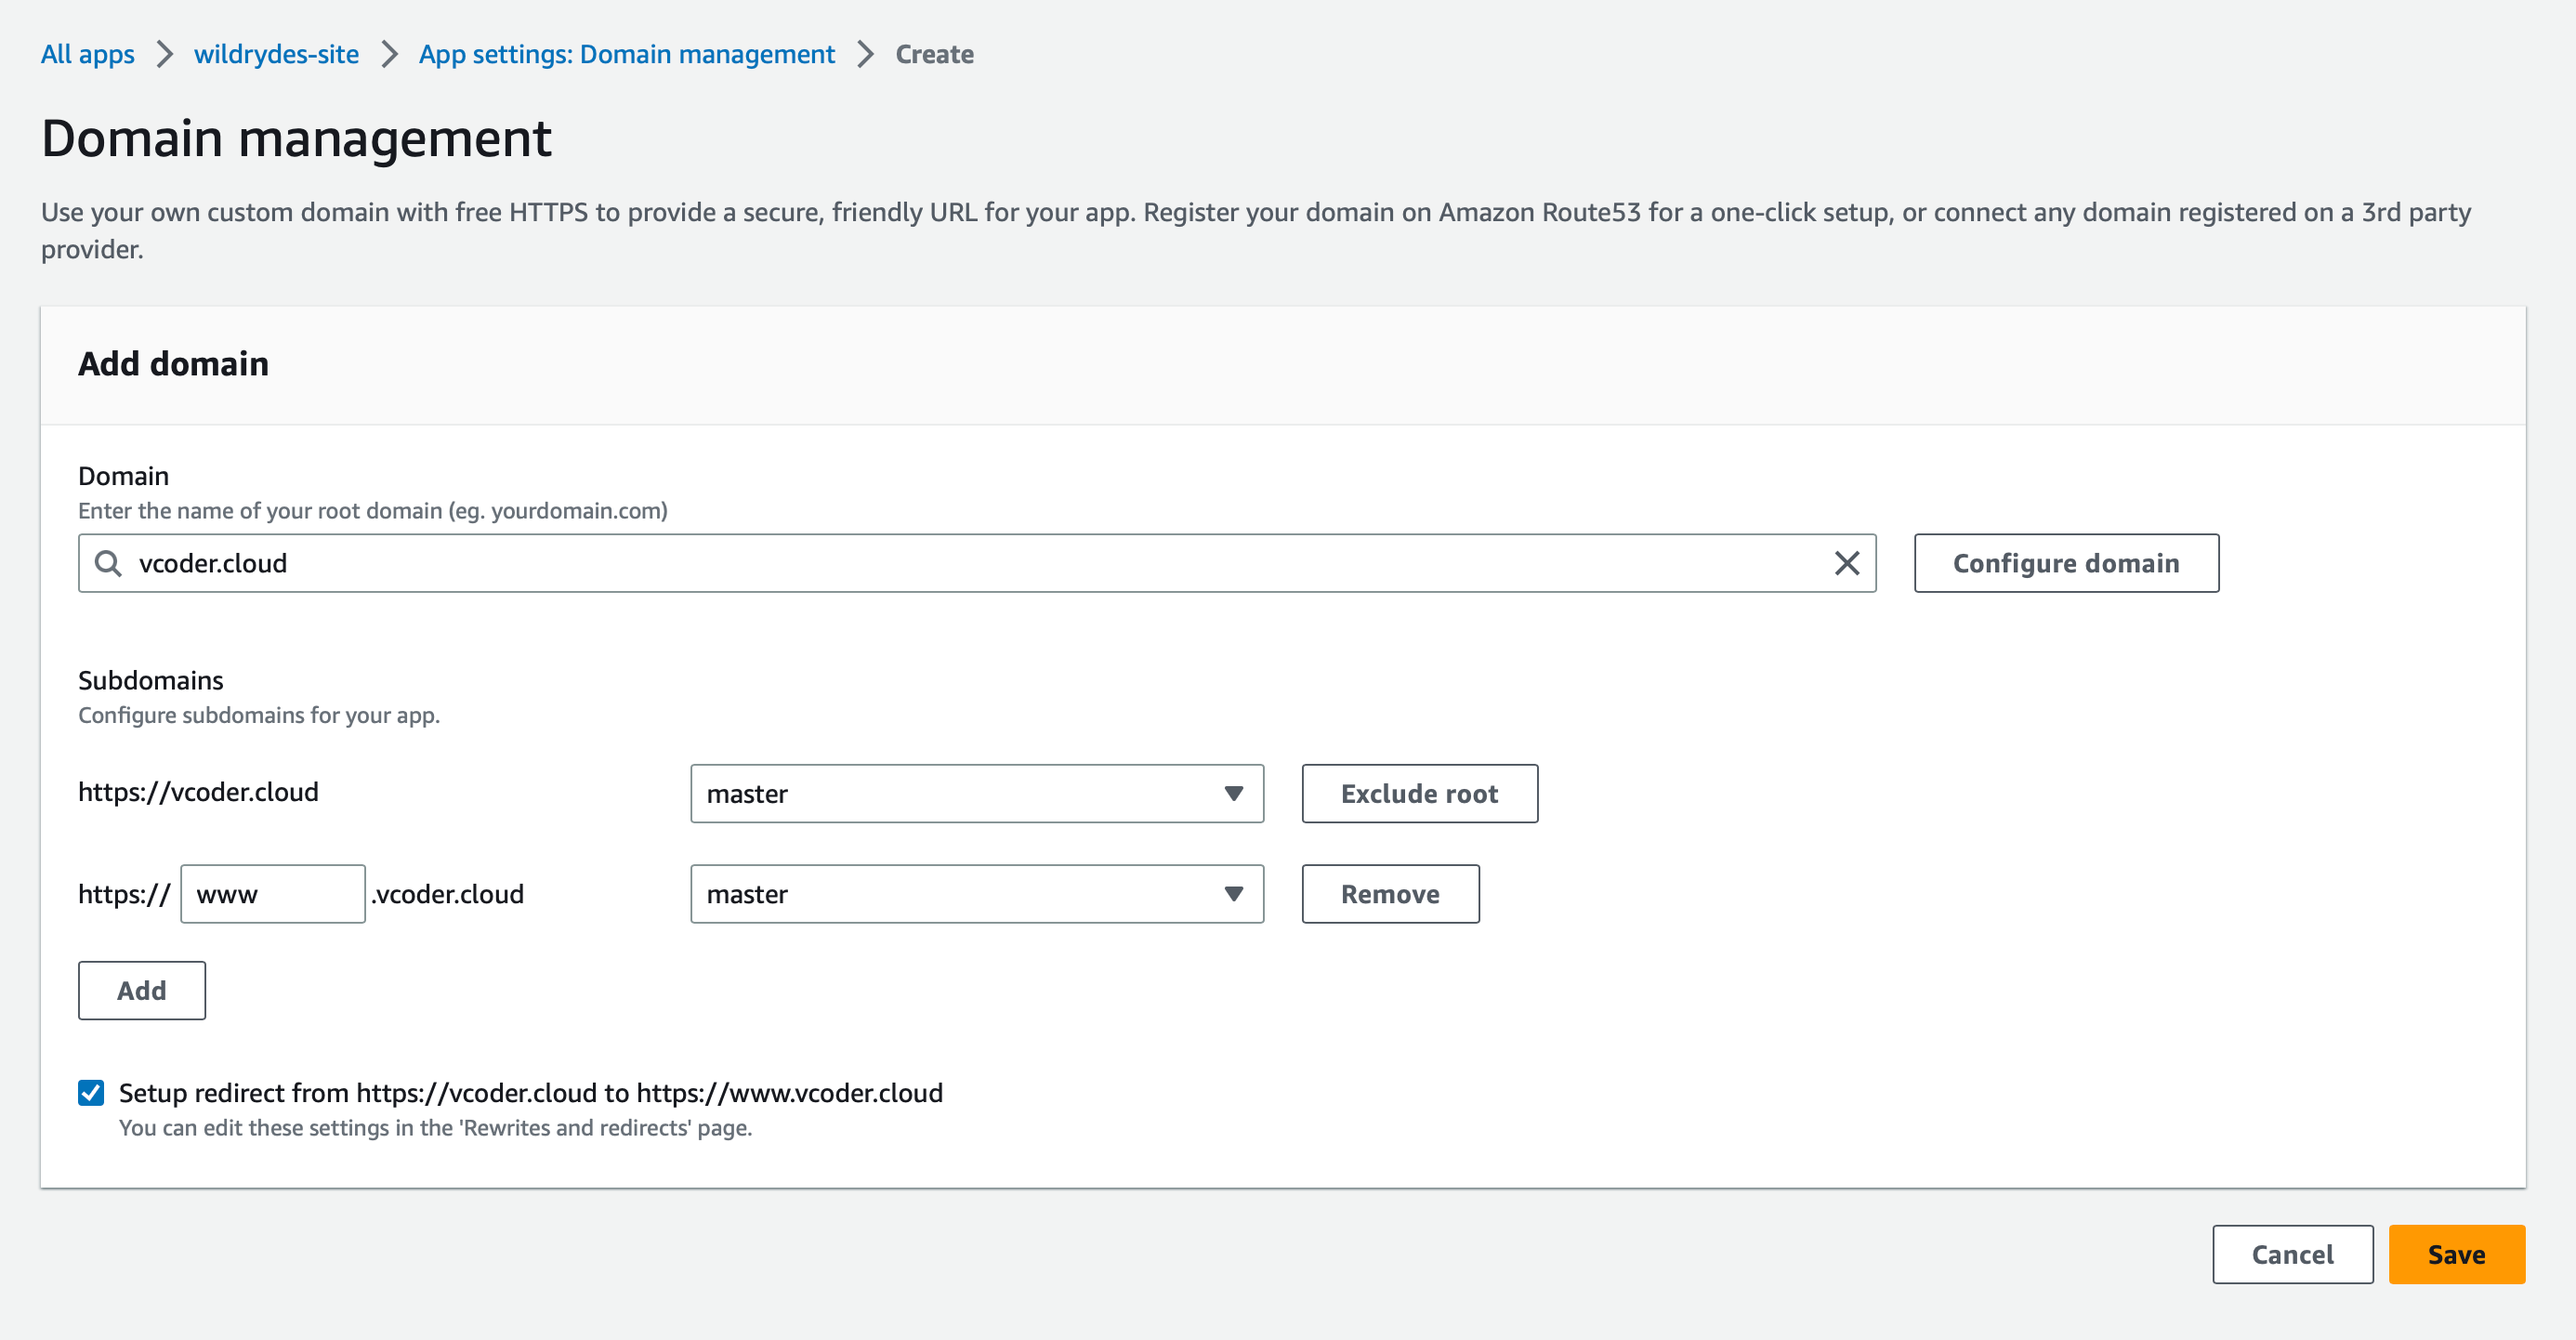 All apps > wildrydes-site > App settings: Domain management > Create
Domain management
Use your own custom domain with free HTTPS to provide a secure, friendly URL for your app. Register your domain on Amazon Route53 for a one-click setup, or connect any domain registered on a 3rd party
provider.
Add domain
Domain
Enter the name of your root domain (eg. yourdomain.com)
vcoder.cloud Configure domain
Subdomains
Configure subdomains for your app.
https://vcoder.cloud master Exclude root
https:// www .vcoder.cloud master Remove
Add
Setup redirect from https://vcoder.cloud to https://www.vcoder.cloud
You can edit these settings in the 'Rewrites and redirects' page.
Cancel Save